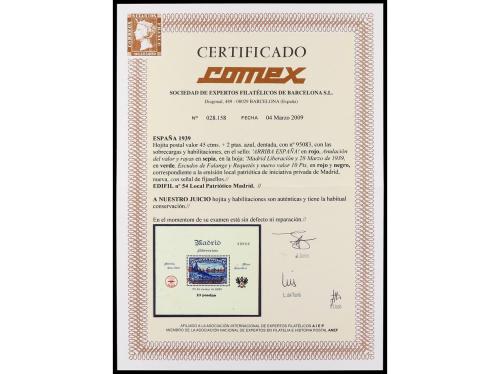 CERTIFICADO
comex
SOCIEDAD DE EXPERTOS FILATÉLICOS DE BARCELONA S.L.
Diagonal, 489 - 08029 BARCELONA (España)
Nº 028.158 FECHA 04 Marzo 2009
ESPAÑA 1939
Hojita postal valor 45 ctms. + 2 ptas. azul, dentada, con nº 95083, con las
sobrecargas y habilitaciones, en el sello: '¡ARRIBA ESPAÑA!' en rojo, Anulación del
valor y rayas en sepia, en la hoja: 'Madrid Liberación y 28 Marzo de 1939,
en verde. Escudos de Falange y Requetés y nuevo valor 10 Pts. en rojo y negro,
correspondiente a la emisión local patriótica de iniciativa privada de Madrid,
nueva, con señal de fijasellos.//
EDIFIL nº 54 Local Patriótico Madrid. //
A NUESTRO JUICIO hojita y habilitaciones son auténticas y tiene la habitual
conservación.//
En el momento de su examen está sin defecto ni reparación.//
Madrid
10 pesetas
AFILIADO A LA ASOCIACIÓN INTERNACIONAL DE EXPERTOS FILATÉLICOS A I E P
MIEMBRO DE LA ASOCIACIÓN NACIONAL DE EXPERTOS EN FILATELIA E HISTORIA POSTAL ANEF